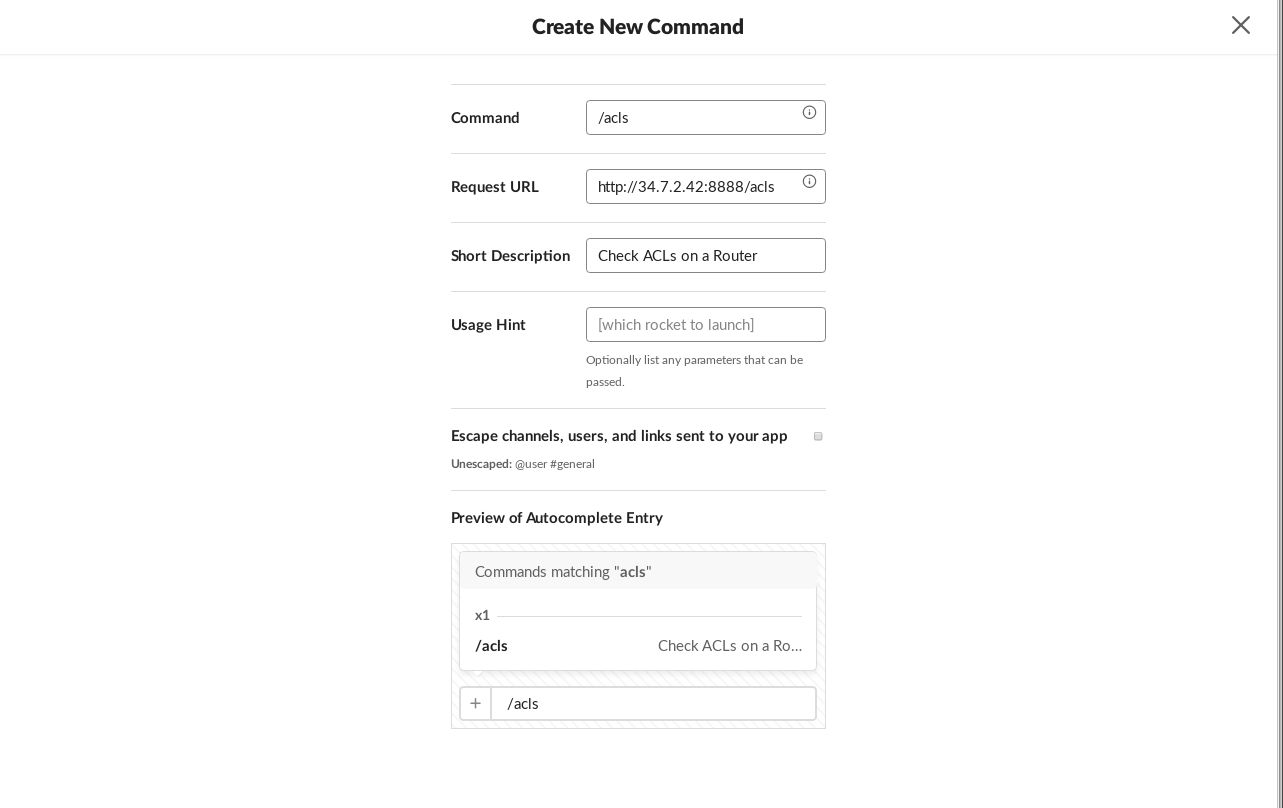 Create New Command
Command
/acls
Request URL
http://34.7.2.42:8888/acls
Short Description
Check ACLs on a Router
Usage Hint
[which rocket to launch]
Optionally list any parameters that can be
passed.
Escape channels, users, and links sent to your app
Unescaped: @user #general
Preview of Autocomplete Entry
Commands matching "acls"
x1
/acls
Check ACLs on a Ro...
+
/acls